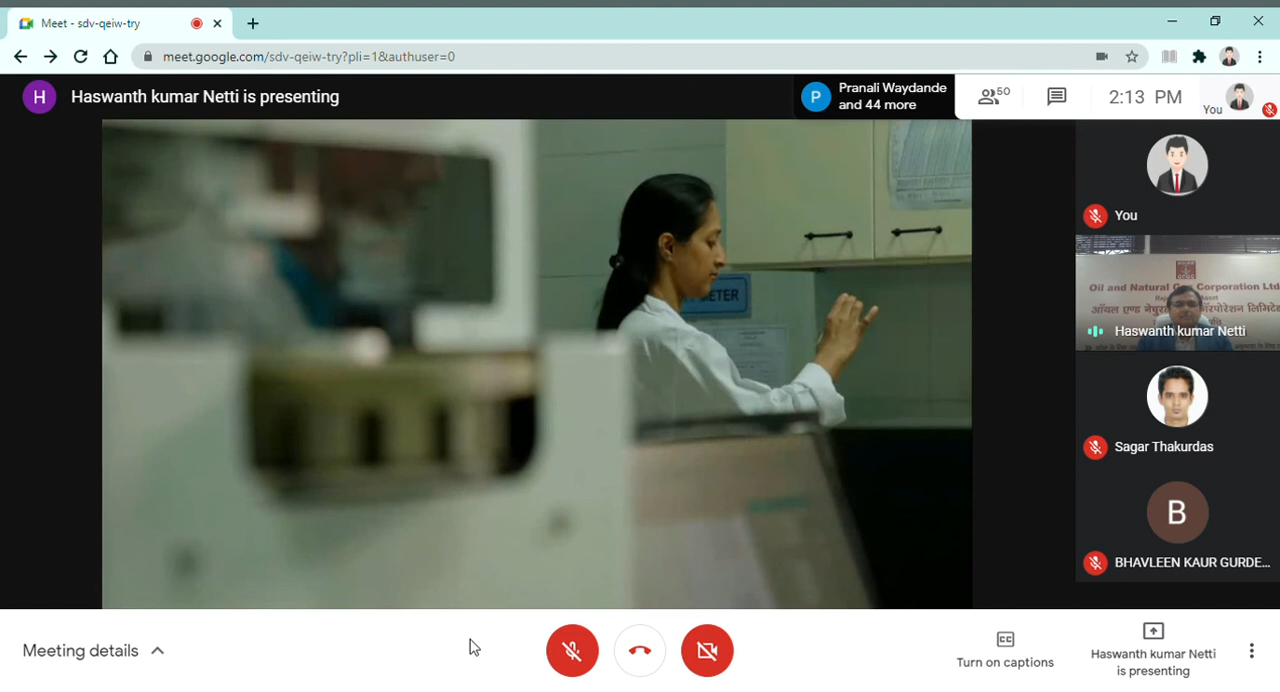 Meet - sdv-qeiw-try
meet.google.com/sdv-qeiw-try?pli=1&authuser=0
H
Haswanth kumar Netti is presenting
P
Pranali Waydande
and 44 more
50
2:13 PM
You
You
Oil and Natural Gas Corporation Ltd
Haswanth kumar Netti
METER
Sagar Thakurdas
B
BHAVLEEN KAUR GURDE...
Meeting details
CC
Turn on captions
Haswanth kumar Netti
is presenting